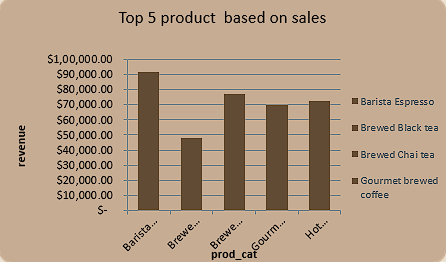 Top 5 product  based on sales
$1,00,000.00
$90,000.00
$80,000.00
$70,000.00
$60,000.00
$50,000.00
$40,000.00
$30,000.00
$20,000.00
$10,000.00
$-
revenue
Barista...
Brewe...
Brewe...
Gourm...
Hot...
prod_cat
Barista Espresso
Brewed Black tea
Brewed Chai tea
Gourmet brewed
coffee